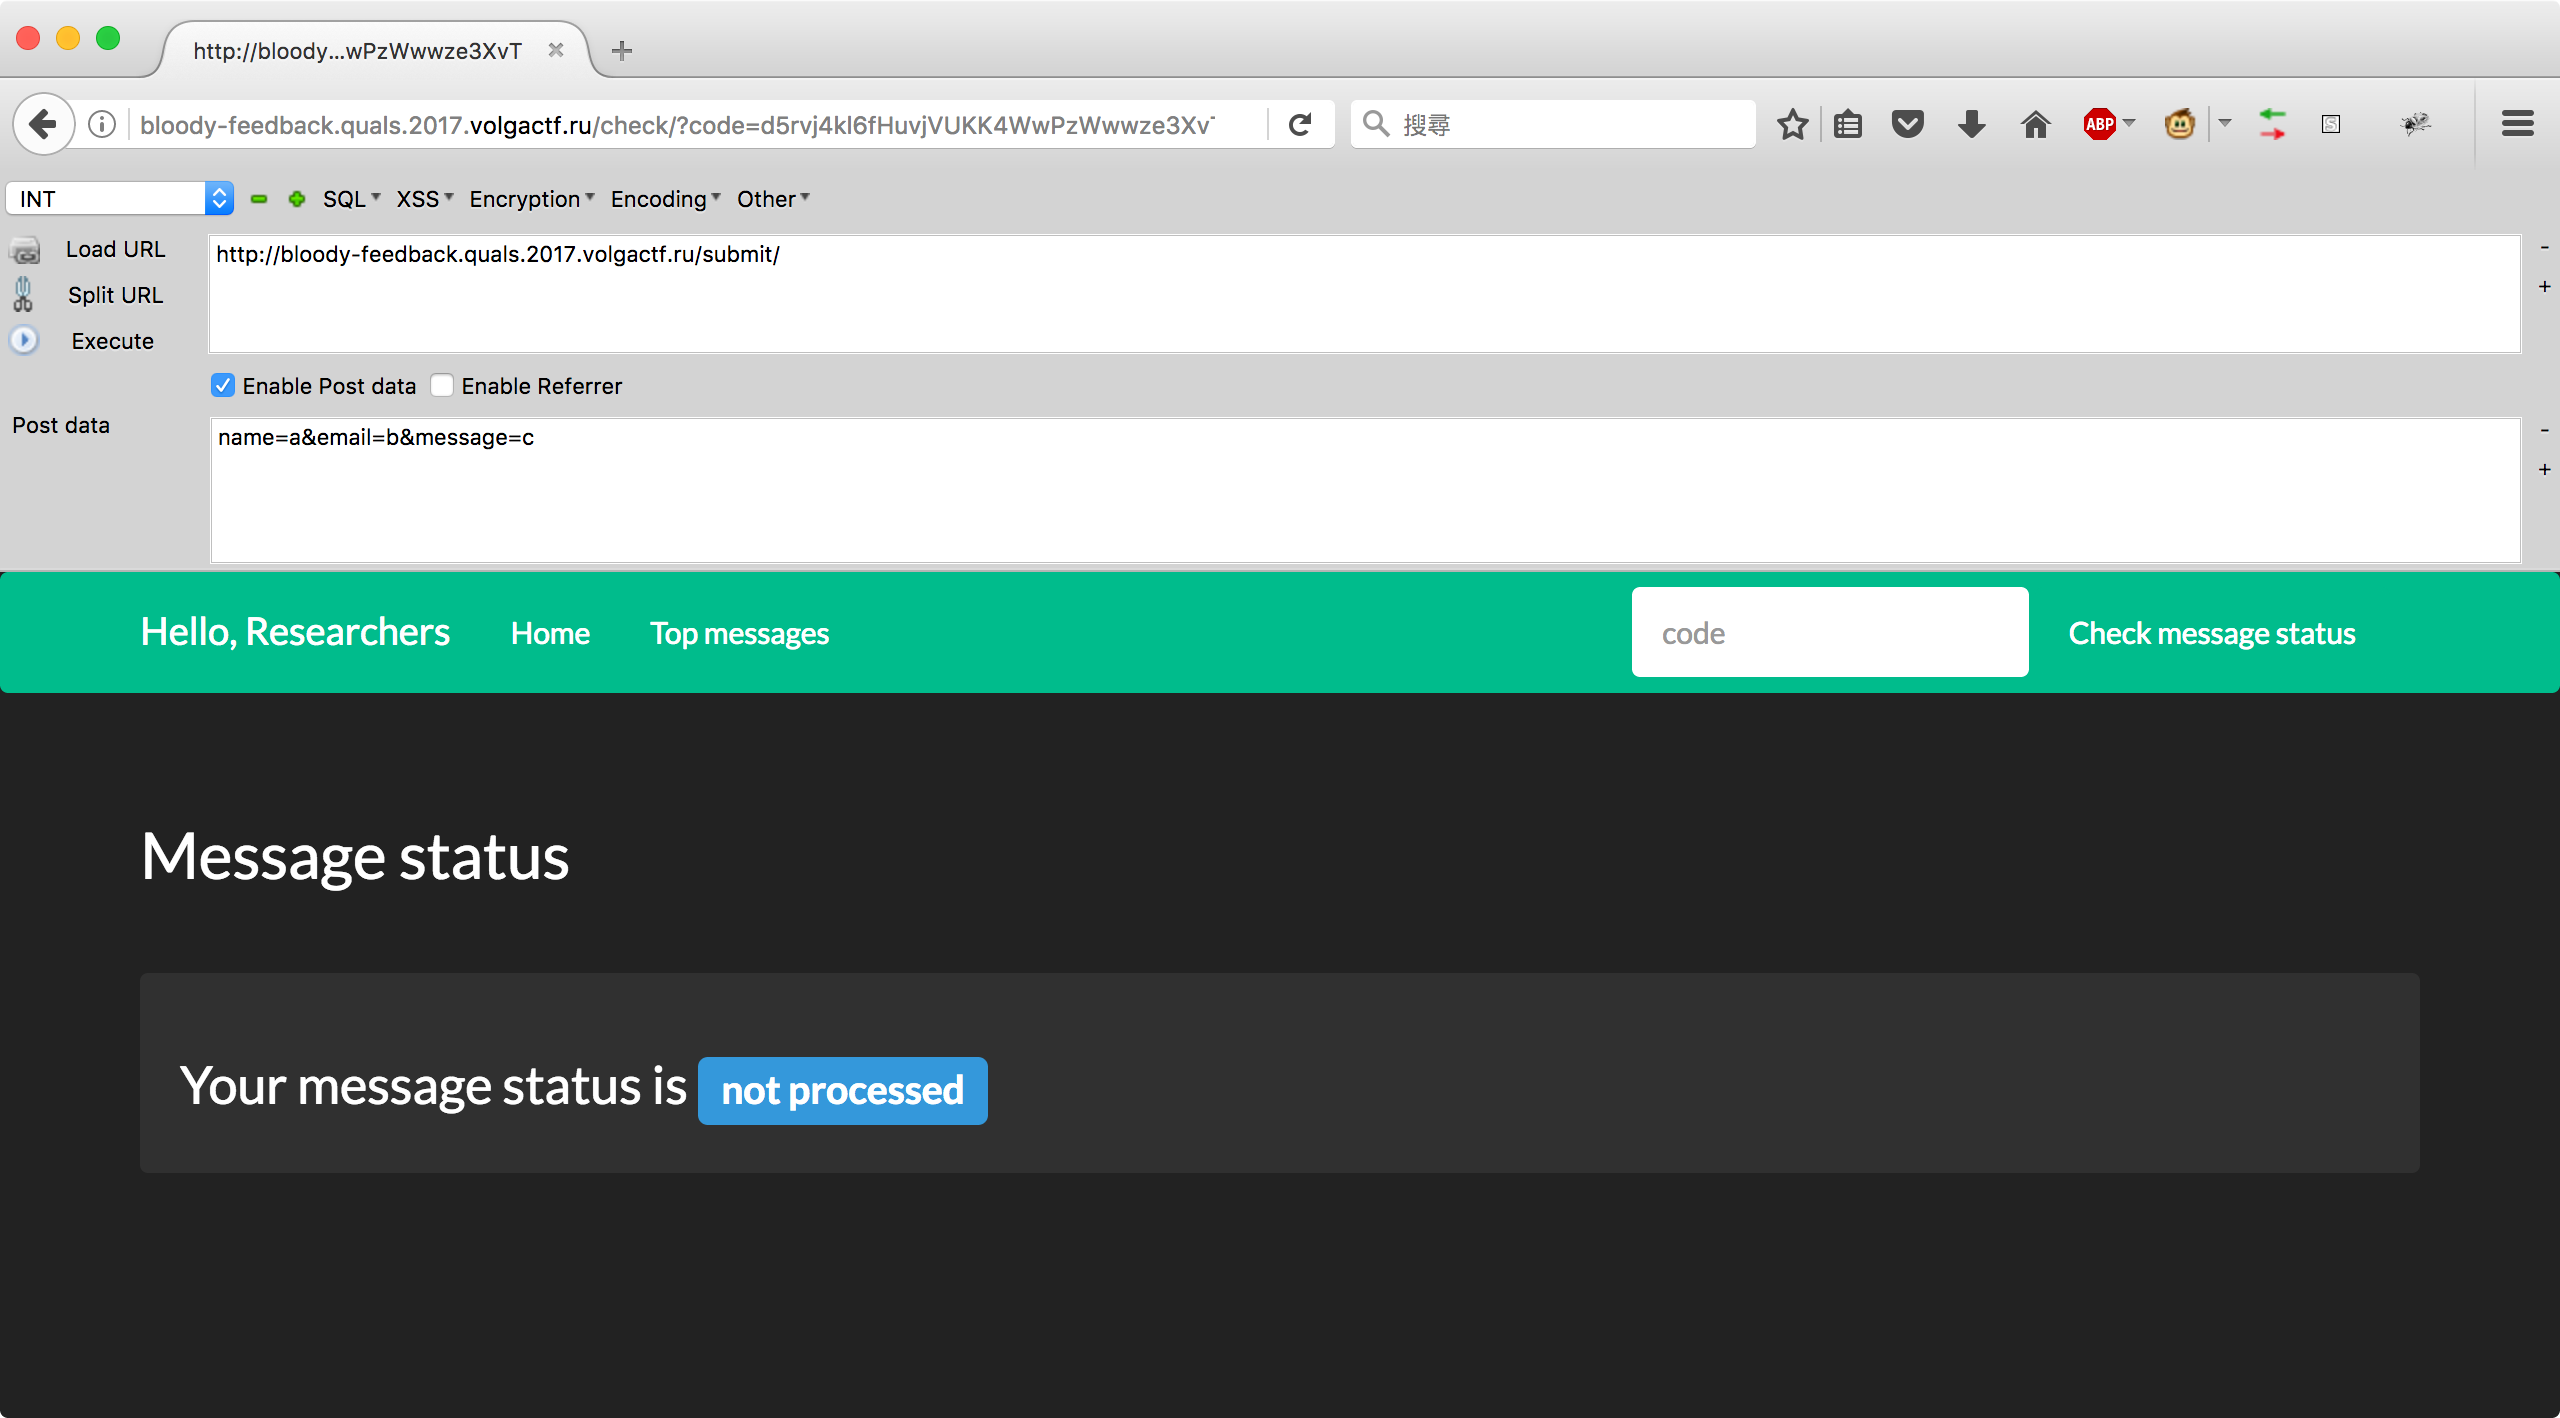 http://bloody...wPzWwwze3XvT
bloody-feedback.quals.2017.volgactf.ru/check/?code=d5rvj4kl6fHuvjVUKK4WwPzWwwze3Xv
搜尋
ABP
S
INT
SQL XSS Encryption Encoding Other
Load URL
http://bloody-feedback.quals.2017.volgactf.ru/submit/
Split URL
Execute
Enable Post data Enable Referrer
Post data
name=a&email=b&message=c
Hello, Researchers Home Top messages code Check message status
Message status
Your message status is not processed